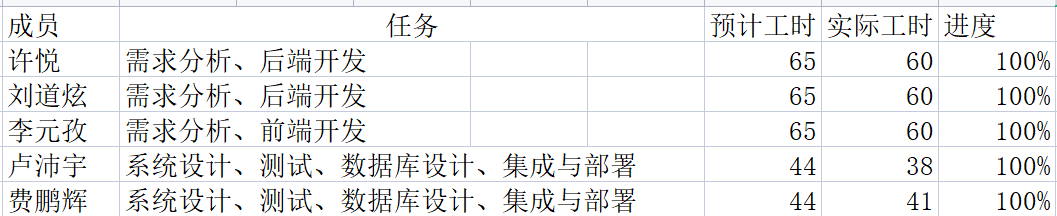 成员 任务 预计工时 实际工时 进度
许悦 需求分析、后端开发 65 60 100%
刘道炫 需求分析、后端开发 65 60 100%
李元孜 需求分析、前端开发 65 60 100%
卢沛宇 系统设计、测试、数据库设计、集成与部署 44 38 100%
费鹏辉 系统设计、测试、数据库设计、集成与部署 44 41 100%